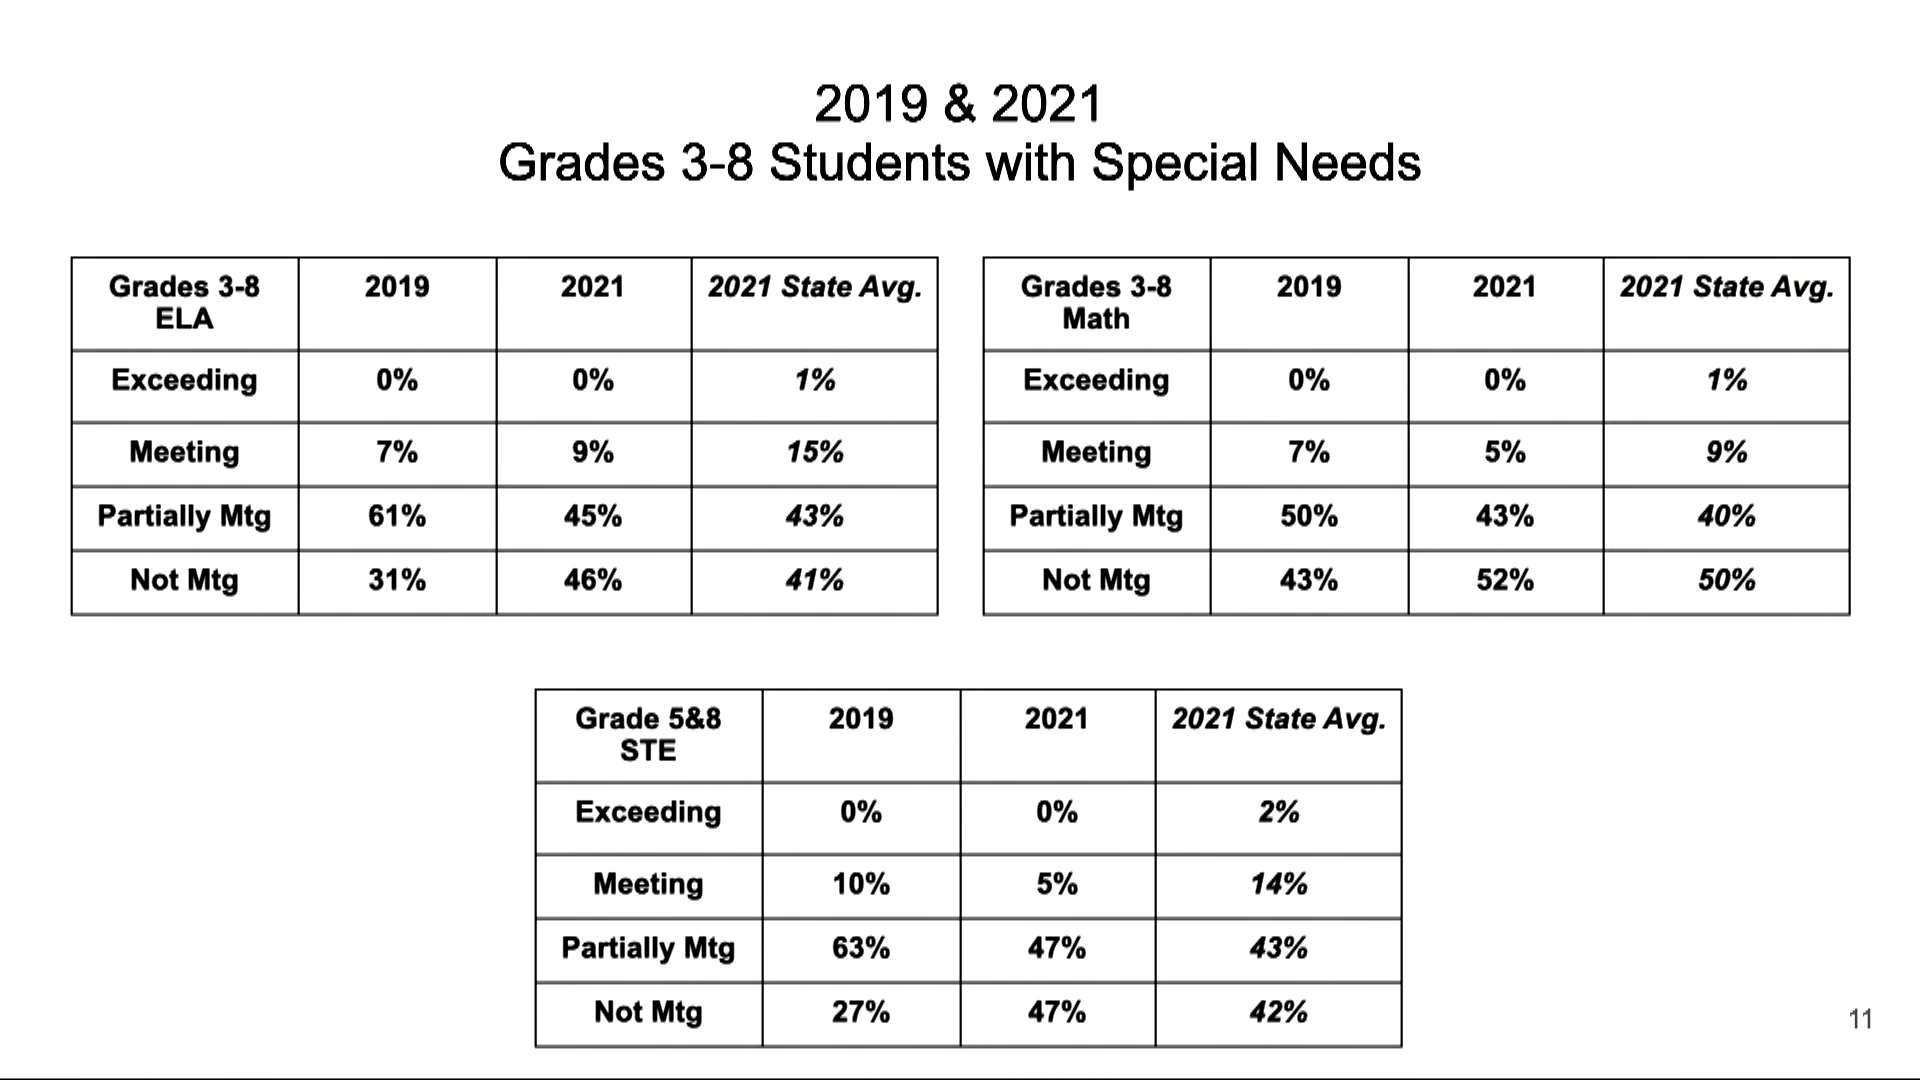 2019 & 2021
Grades 3-8 Students with Special Needs
Grades 3-8 ELA 2019 2021 2021 State Avg.
Exceeding 0% 0% 1%
Meeting 7% 9% 15%
Partially Mtg 61% 45% 43%
Not Mtg 31% 46% 41%
Grades 3-8 Math 2019 2021 2021 State Avg.
Exceeding 0% 0% 1%
Meeting 7% 5% 9%
Partially Mtg 50% 43% 40%
Not Mtg 43% 52% 50%
Grade 5&8 STE 2019 2021 2021 State Avg.
Exceeding 0% 0% 2%
Meeting 10% 5% 14%
Partially Mtg 63% 47% 43%
Not Mtg 27% 47% 42%
11